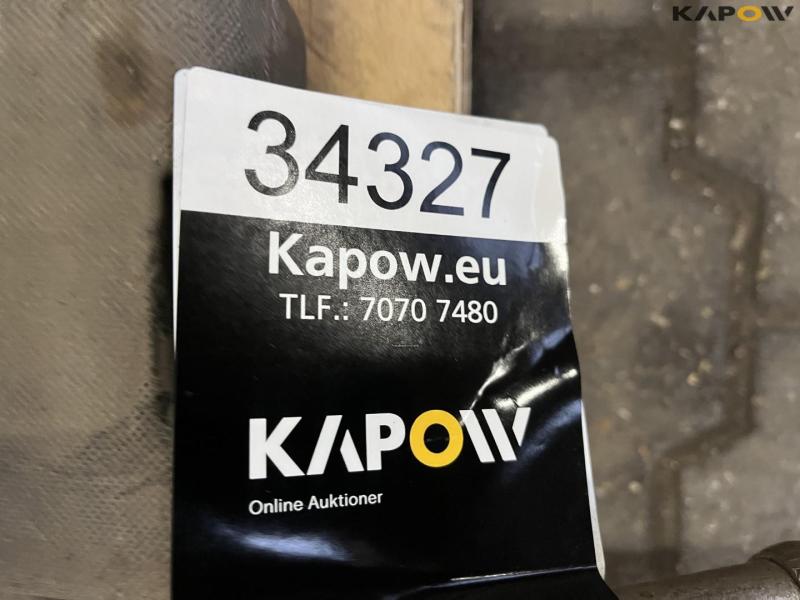 KAPOW
34327
Kapow.eu
TLF.: 7070 7480
KAPOW
Online Auktioner